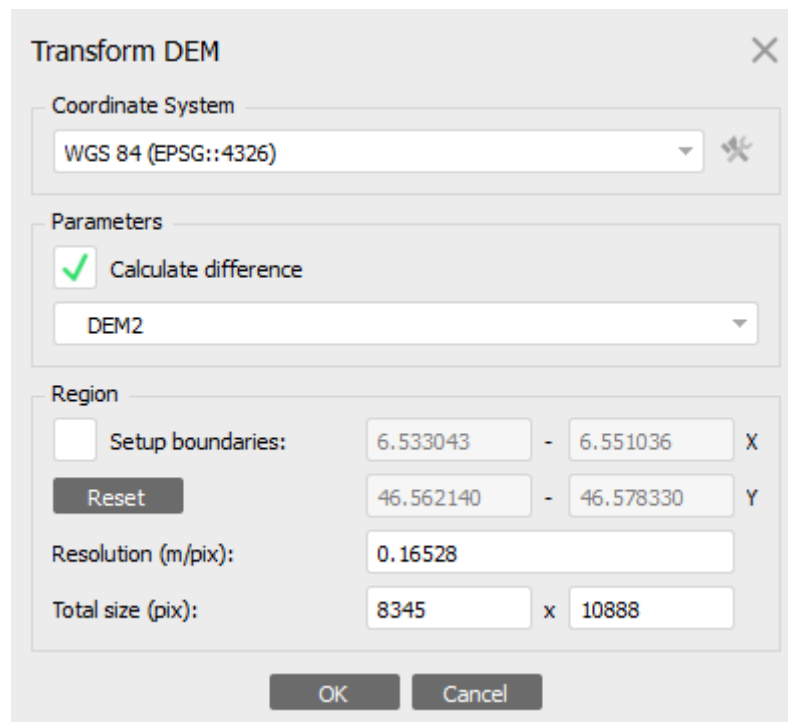 Transform DEM
Coordinate System
WGS 84 (EPSG::4326)
Parameters
Calculate difference
DEM2
Region
Setup boundaries: 6.533043 - 6.551036 X
Reset 46.562140 - 46.578330 Y
Resolution (m/pix): 0.16528
Total size (pix): 8345 x 10888
OK Cancel